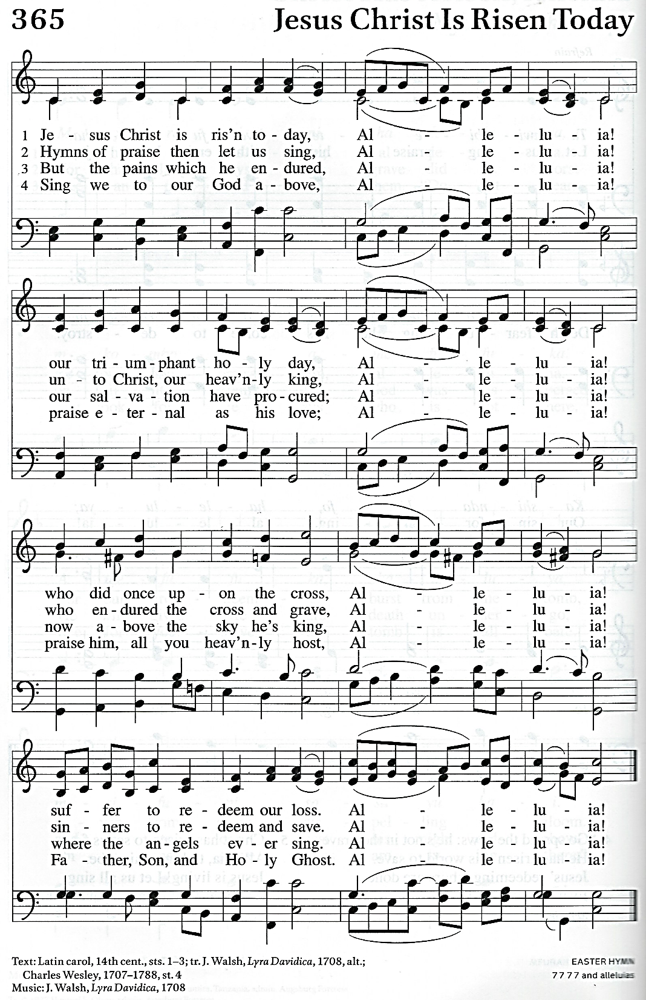 365 Jesus Christ Is Risen Today
1 Je - sus Christ is ris'n to - day, Al - le - lu - ia!
2 Hymns of praise then let us sing, Al - le - lu - ia!
3 But the pains which he en - dured, Al - le - lu - ia!
4 Sing we to our God a - bove, Al - le - lu - ia!
our tri - um - phant ho - ly day, Al - le - lu - ia!
un - to Christ, our heav'n - ly king, Al - le - lu - ia!
our sal - va - tion have pro - cured; Al - le - lu - ia!
praise e - ter - nal as his love; Al - le - lu - ia!
who did once up - on the cross, Al - le - lu - ia!
who en - dured the cross and grave, Al - le - lu - ia!
now a - bove the sky he's king, Al - le - lu - ia!
praise him, all you heav'n - ly host, Al - le - lu - ia!
suf - fer to re - deem our loss. Al - le - lu - ia!
sin - ners to re - deem and save. Al - le - lu - ia!
where the an - gels ev - er sing. Al - le - lu - ia!
Fa - ther, Son, and Ho - ly Ghost. Al - le - lu - ia!
Text: Latin carol, 14th cent., sts. 1–3; tr. J. Walsh, Lyra Davidica, 1708, alt.;
Charles Wesley, 1707–1788, st. 4
Music: J. Walsh, Lyra Davidica, 1708
EASTER HYMN
7 7 7 7 and alleluias